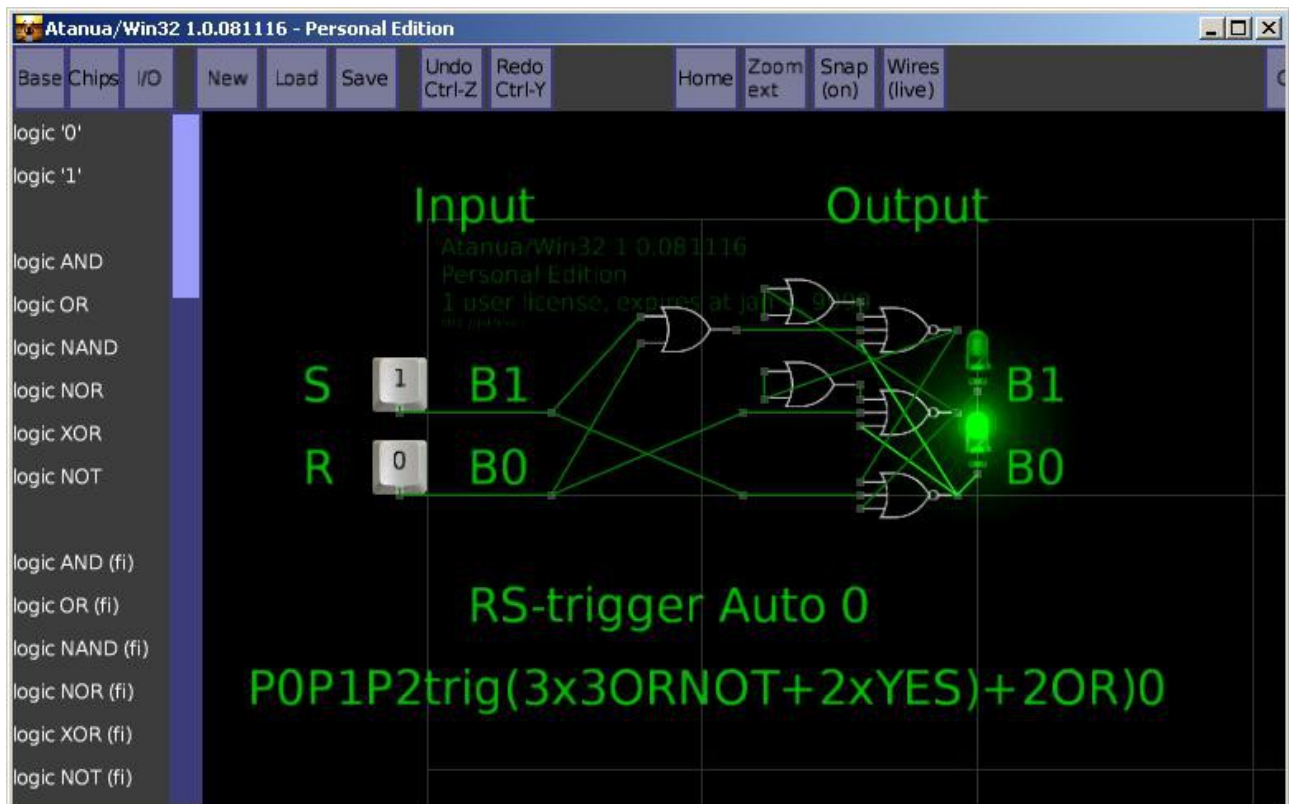 Atanua/Win32 1.0.081116 - Personal Edition
Base Chips I/O New Load Save Undo Ctrl-Z Redo Ctrl-Y Home Zoom ext Snap (on) Wires (live)
logic '0'
logic '1'
logic AND
logic OR
logic NAND
logic NOR
logic XOR
logic NOT
logic AND (fi)
logic OR (fi)
logic NAND (fi)
logic NOR (fi)
logic XOR (fi)
logic NOT (fi)
Input Output
Atanua/Win32 1.0.081116
Personal Edition
1 user license, expires at
S 1 B1 B1
R 0 B0 B0
RS-trigger Auto 0
P0P1P2trig(3x3ORNOT+2xYES)+2OR)0